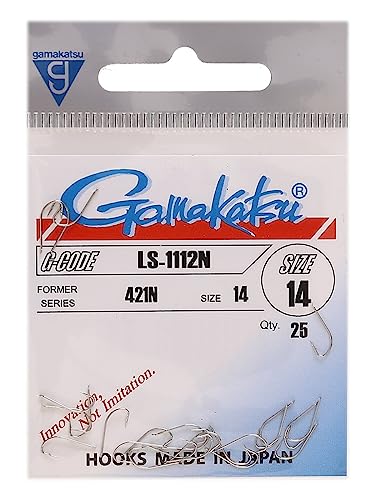 gamakatsu
Gamakatsu®
G-CODE LS-1112N
SIZE
14
FORMER SERIES 421N SIZE 14
Qty. 25
Innovation,
Not Imitation.
HOOKS MADE IN JAPAN